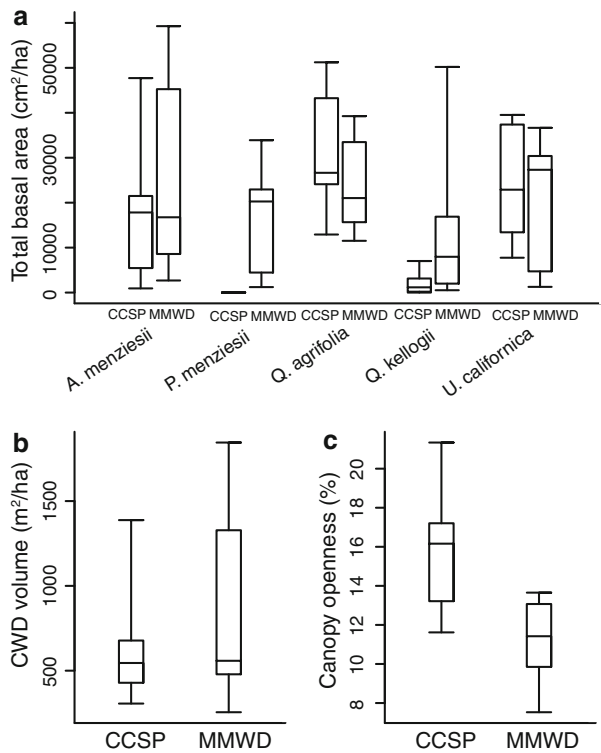 a
Total basal area (cm²/ha)
50000
30000
10000
0
CCSP MMWD CCSP MMWD CCSP MMWD CCSP MMWD CCSP MMWD
A. menziesii
P. menziesii
Q. agrifolia
Q. kellogii
U. californica
b
CWD volume (m²/ha)
1500
1000
500
CCSP MMWD
c
Canopy openness (%)
20
18
16
14
12
10
8
CCSP MMWD